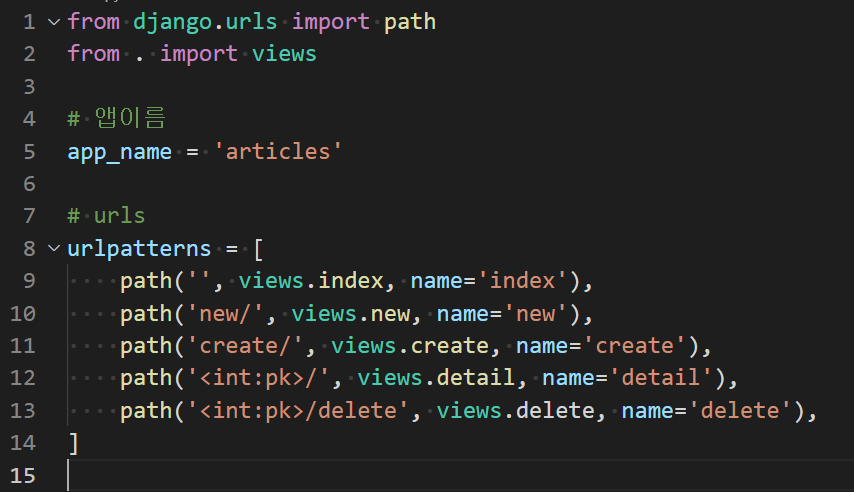 1 from django.urls import path
2 from . import views
3
4 # 앱이름
5 app_name = 'articles'
6
7 # urls
8 urlpatterns = [
9     path('', views.index, name='index'),
10     path('new/', views.new, name='new'),
11     path('create/', views.create, name='create'),
12     path('<int:pk>/', views.detail, name='detail'),
13     path('<int:pk>/delete', views.delete, name='delete'),
14 ]
15